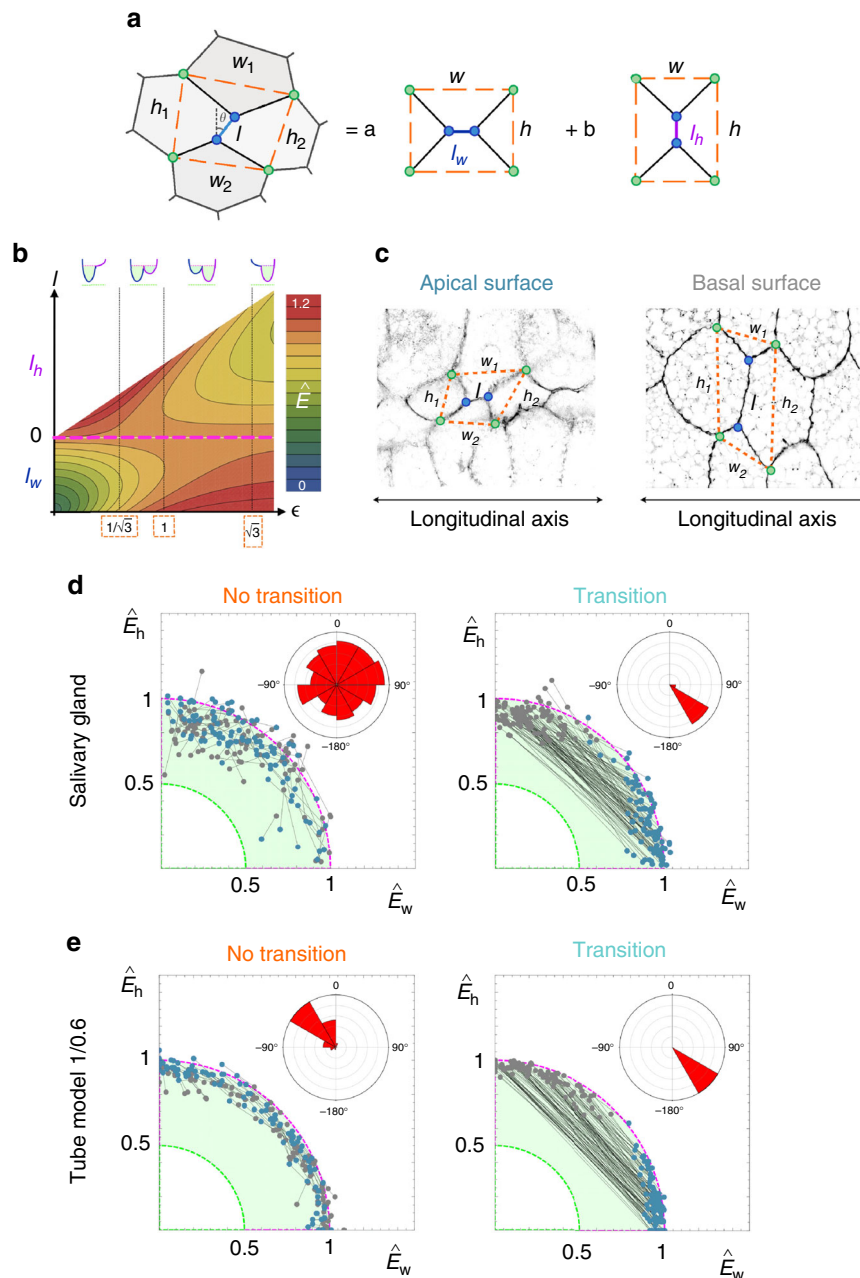 a
w1
h1
θ
l
h2
w2
= a
w
h
lw
+ b
w
h
lh
b
l
lh
0
lw
1.2
Ê
0
ϵ
1/√3
1
√3
c
Apical surface
Basal surface
w1
h1
l
h2
w2
w1
h1
l
h2
w2
Longitudinal axis
Longitudinal axis
d
No transition
Transition
Salivary gland
Êh
1
0.5
0.5
1
Êw
0
−90°
90°
−180°
Êh
1
0.5
0.5
1
Êw
0
−90°
90°
−180°
e
No transition
Transition
Tube model 1/0.6
Êh
1
0.5
0.5
1
Êw
0
−90°
90°
−180°
Êh
1
0.5
0.5
1
Êw
0
−90°
90°
−180°